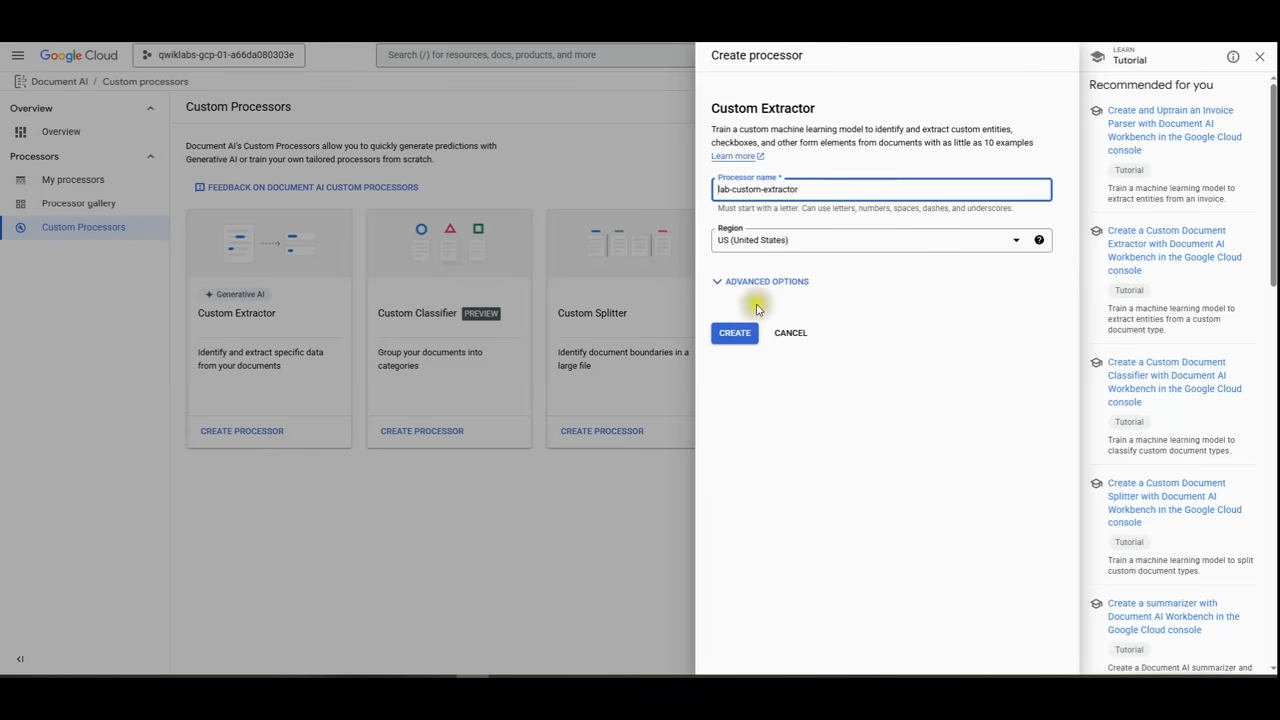 Google Cloud
qwiklabs-gcp-01-a66da080303e
Search (/) for resources, docs, products, and more
Document AI / Custom processors
Overview
Overview
Processors
My processors
Processor gallery
Custom Processors
Custom Processors
Document AI's Custom Processors allow you to quickly generate predictions with
Generative AI or train your own tailored processors from scratch.
FEEDBACK ON DOCUMENT AI CUSTOM PROCESSORS
Generative AI
Custom Extractor
Identify and extract specific data
from your documents
CREATE PROCESSOR
Custom Classifier PREVIEW
Group your documents into
categories
CREATE PROCESSOR
Custom Splitter
Identify document boundaries in a
large file
CREATE PROCESSOR
Create processor
Custom Extractor
Train a custom machine learning model to identify and extract custom entities,
checkboxes, and other form elements from documents with as little as 10 examples
Learn more
Processor name *
lab-custom-extractor
Must start with a letter. Can use letters, numbers, spaces, dashes, and underscores.
Region
US (United States)
ADVANCED OPTIONS
CREATE
CANCEL
LEARN
Tutorial
Recommended for you
Create and Uptrain an Invoice
Parser with Document AI
Workbench in the Google Cloud
console
Tutorial
Train a machine learning model to
extract entities from an invoice.
Create a Custom Document
Extractor with Document AI
Workbench in the Google Cloud
console
Tutorial
Train a machine learning model to
extract entities from a custom
document type.
Create a Custom Document
Classifier with Document AI
Workbench in the Google Cloud
console
Tutorial
Train a machine learning model to
classify custom document types.
Create a Custom Document
Splitter with Document AI
Workbench in the Google Cloud
console
Tutorial
Train a machine learning model to split
custom document types.
Create a summarizer with
Document AI Workbench in the
Google Cloud console
Tutorial
Create a Document AI summarizer and